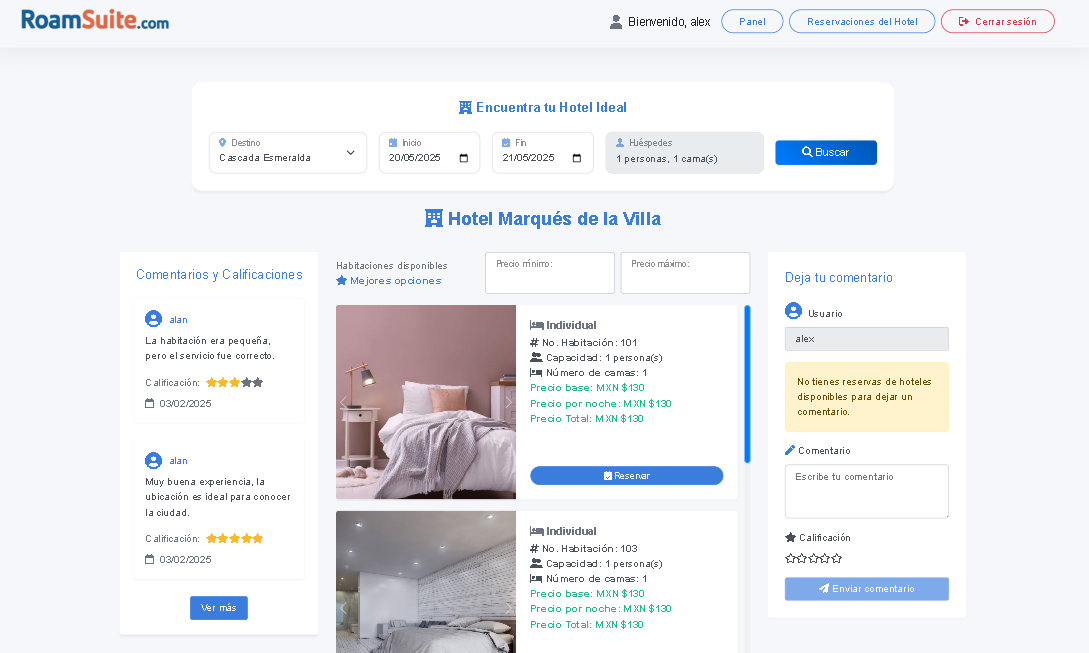 RoamSuite.com
Bienvenido, alex
Panel
Reservaciones del Hotel
Cerrar sesión
Encuentra tu Hotel Ideal
Destino
Cascada Esmeralda
Inicio
20/05/2025
Fin
21/05/2025
Huéspedes
1 personas, 1 cama(s)
Buscar
Hotel Marqués de la Villa
Comentarios y Calificaciones
alan
La habitación era pequeña,
pero el servicio fue correcto.
Calificación:
03/02/2025
alan
Muy buena experiencia, la
ubicación es ideal para conocer
la ciudad.
Calificación:
03/02/2025
Ver más
Habitaciones disponibles
Mejores opciones
Precio mínimo:
Precio máximo:
Individual
# No. Habitación: 101
Capacidad: 1 persona(s)
Número de camas: 1
Precio base: MXN $130
Precio por noche: MXN $130
Precio Total: MXN $130
Reservar
Individual
# No. Habitación: 103
Capacidad: 1 persona(s)
Número de camas: 1
Precio base: MXN $130
Precio por noche: MXN $130
Precio Total: MXN $130
Deja tu comentario
Usuario
alex
No tienes reservas de hoteles
disponibles para dejar un
comentario.
Comentario
Escribe tu comentario
Calificación
Enviar comentario